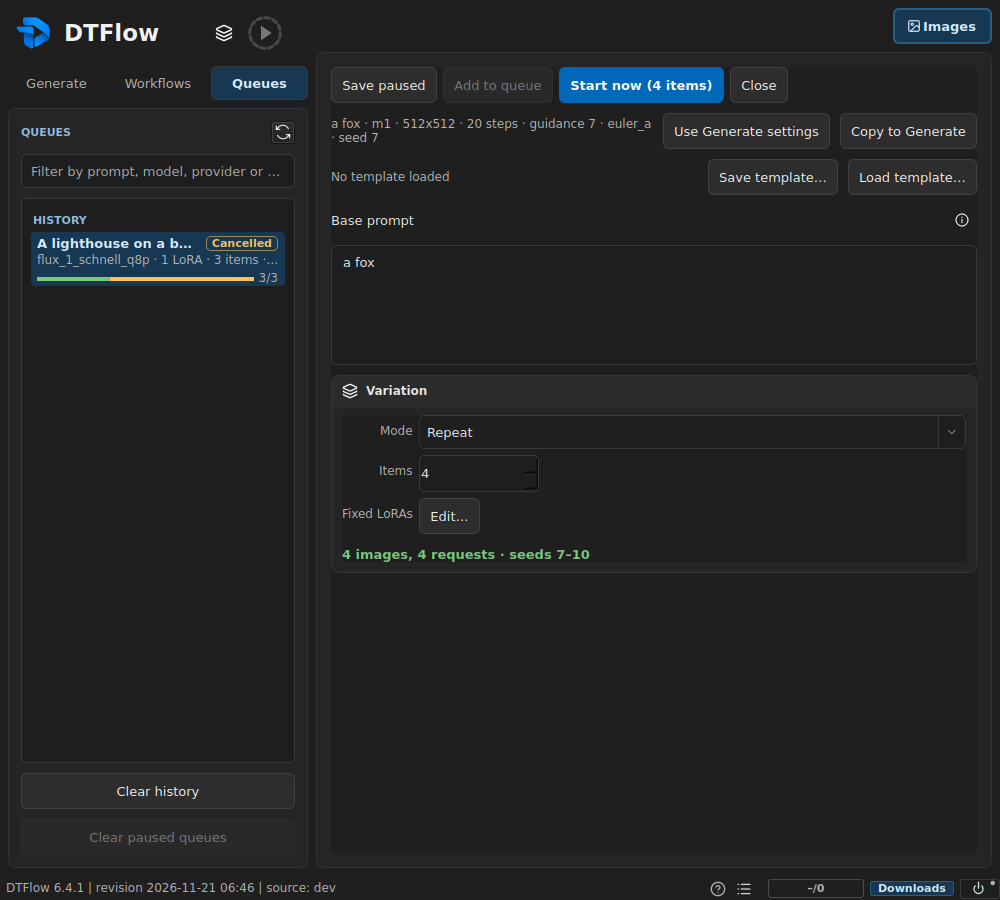 DTFlow
Images
Generate
Workflows
Queues
QUEUES
Filter by prompt, model, provider or ...
HISTORY
A lighthouse on a b... Cancelled
flux_1_schnell_q8p · 1 LoRA · 3 items ·...
3/3
Clear history
Clear paused queues
Save paused
Add to queue
Start now (4 items)
Close
a fox · m1 · 512x512 · 20 steps · guidance 7 · euler_a
· seed 7
Use Generate settings
Copy to Generate
No template loaded
Save template...
Load template...
Base prompt
a fox
Variation
Mode Repeat
Items 4
Fixed LoRAs Edit...
4 images, 4 requests · seeds 7–10
DTFlow 6.4.1 | revision 2026-11-21 06:46 | source: dev
–/0
Downloads